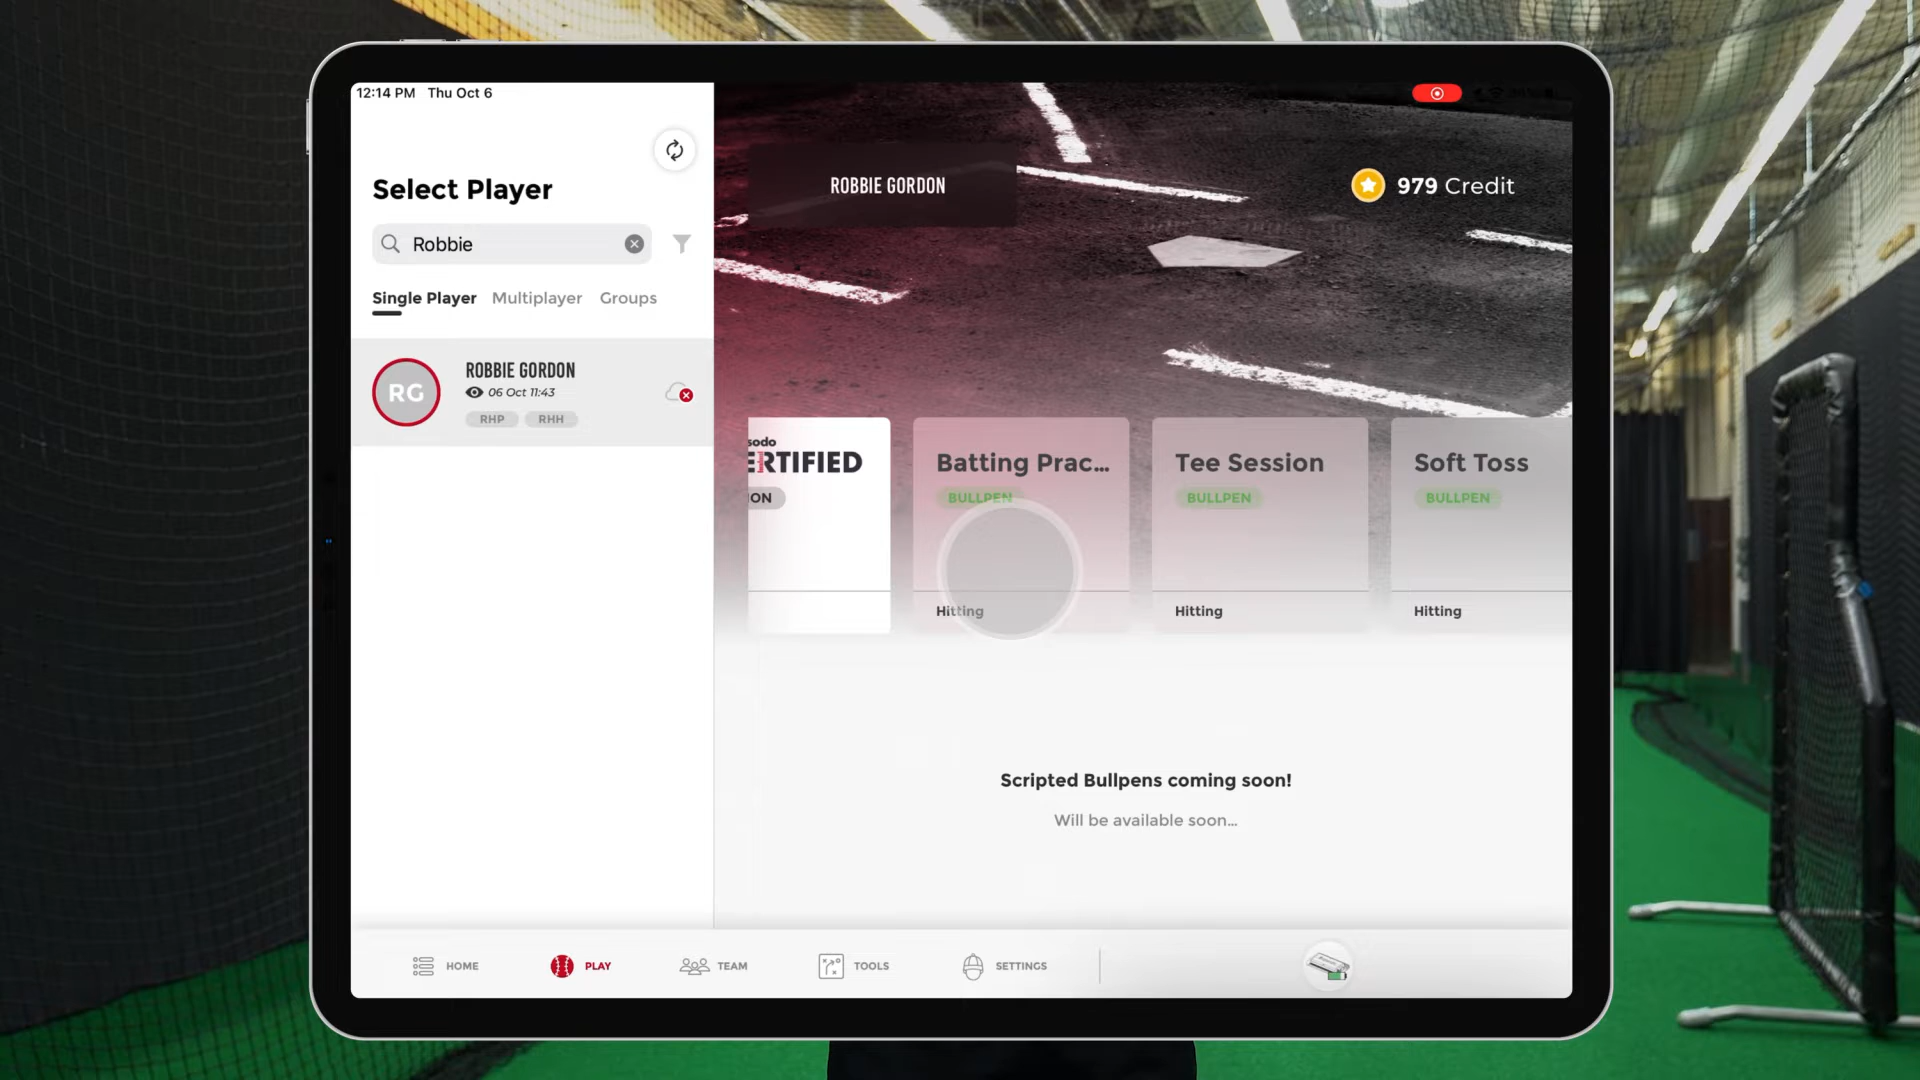 12:14 PM Thu Oct 6
Select Player
Robbie
Single Player Multiplayer Groups
RG
ROBBIE GORDON
06 Oct 11:43
RHP RHH
ROBBIE GORDON
979 Credit
sodo
ERTIFIED
ION
Batting Prac...
BULLPEN
Hitting
Tee Session
BULLPEN
Hitting
Soft Toss
BULLPEN
Hitting
Scripted Bullpens coming soon!
Will be available soon...
HOME PLAY TEAM TOOLS SETTINGS